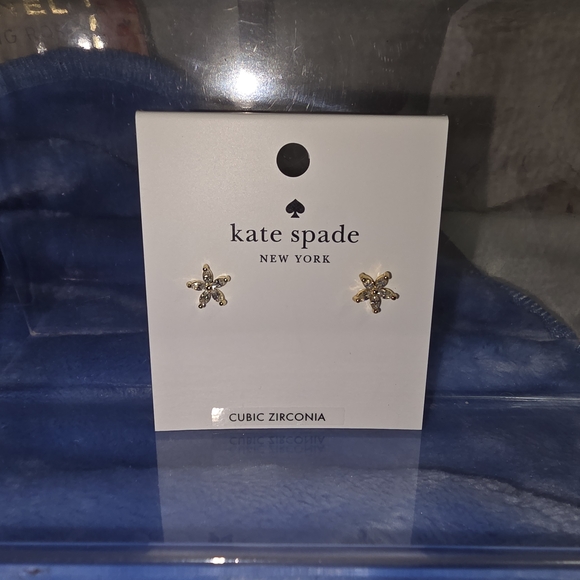 kate spade
NEW YORK
CUBIC ZIRCONIA